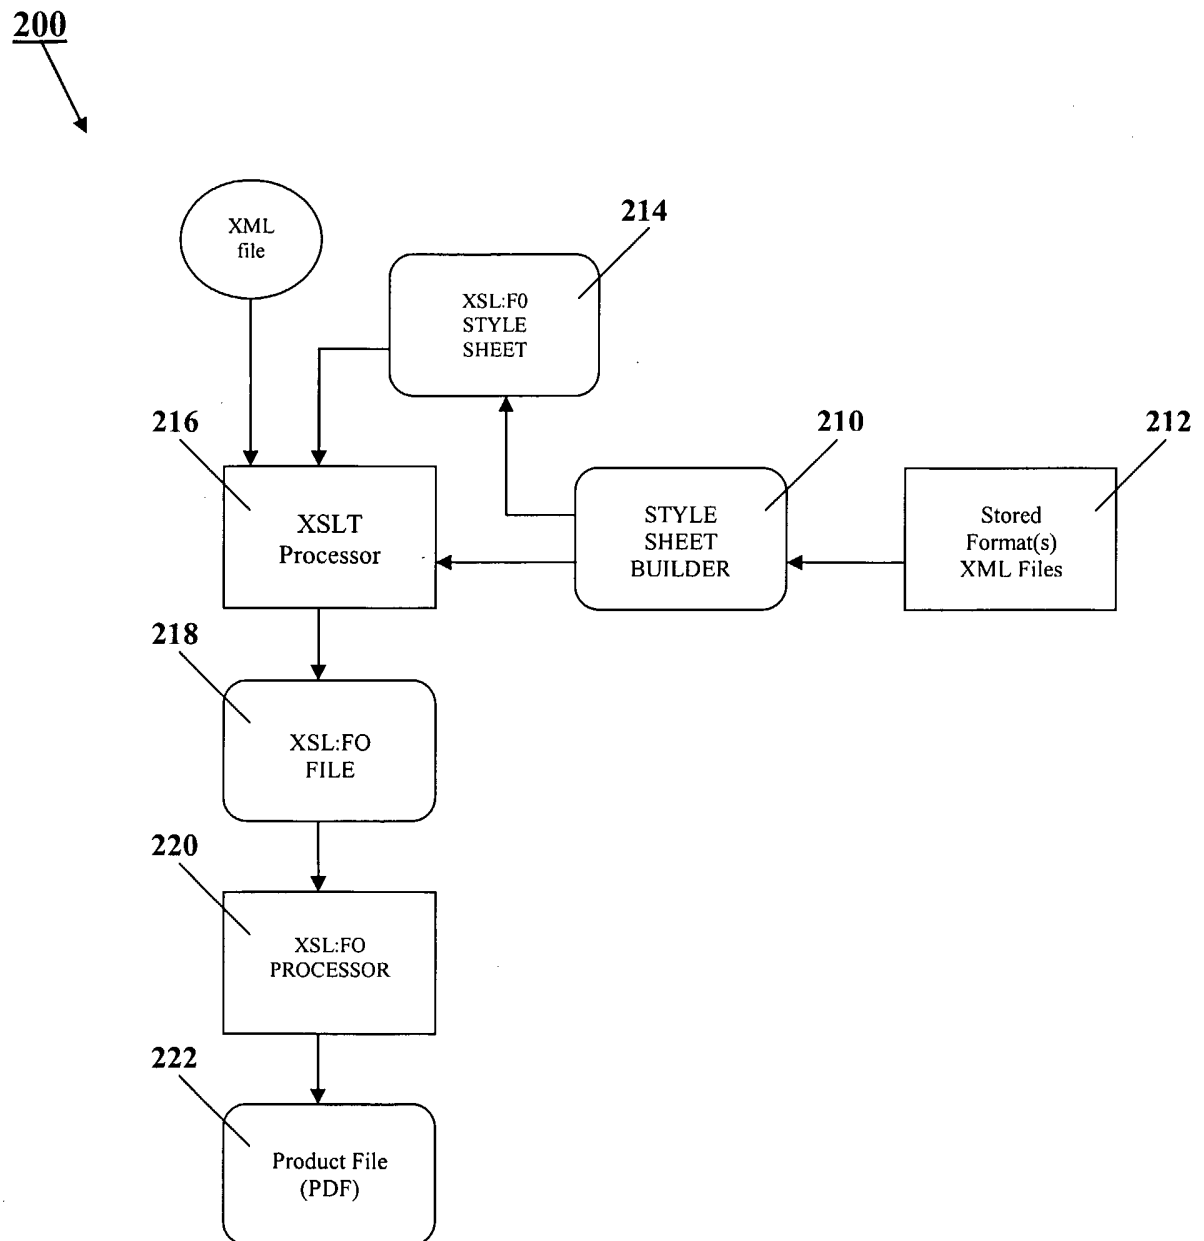 200
XML
file
214
XSL:F0
STYLE
SHEET
216
XSLT
Processor
210
STYLE
SHEET
BUILDER
212
Stored
Format(s)
XML Files
218
XSL:FO
FILE
220
XSL:FO
PROCESSOR
222
Product File
(PDF)